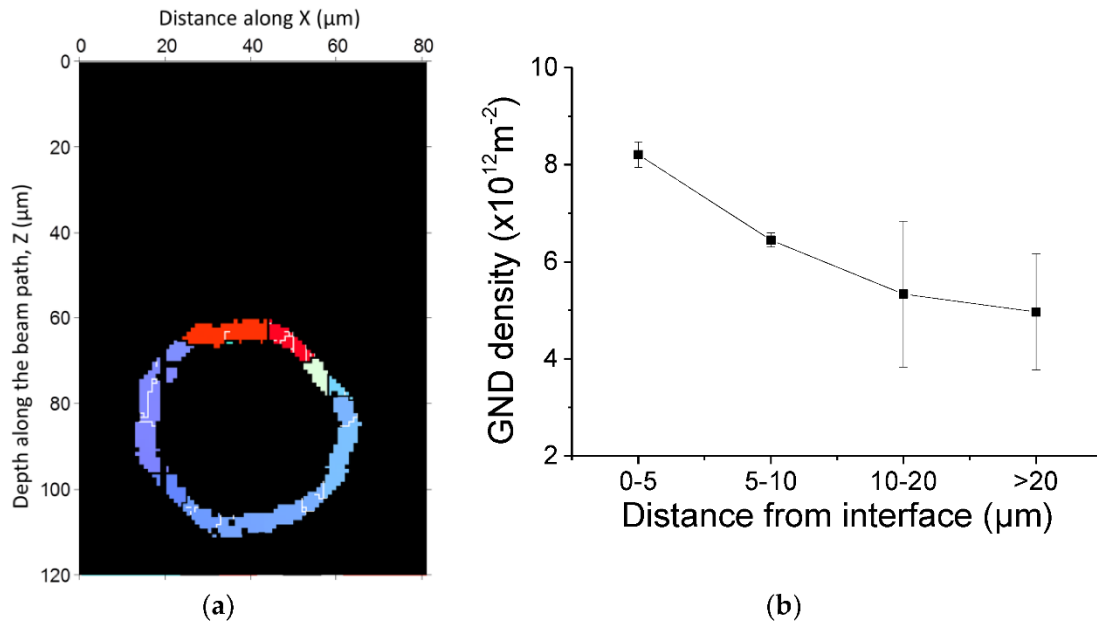 Distance along X (µm)
0 20 40 60 80
Depth along the beam path, Z (µm)
0
20
40
60
80
100
120
(a)
GND density (x10¹²m⁻²)
10
8
6
4
2
0-5 5-10 10-20 >20
Distance from interface (µm)
(b)